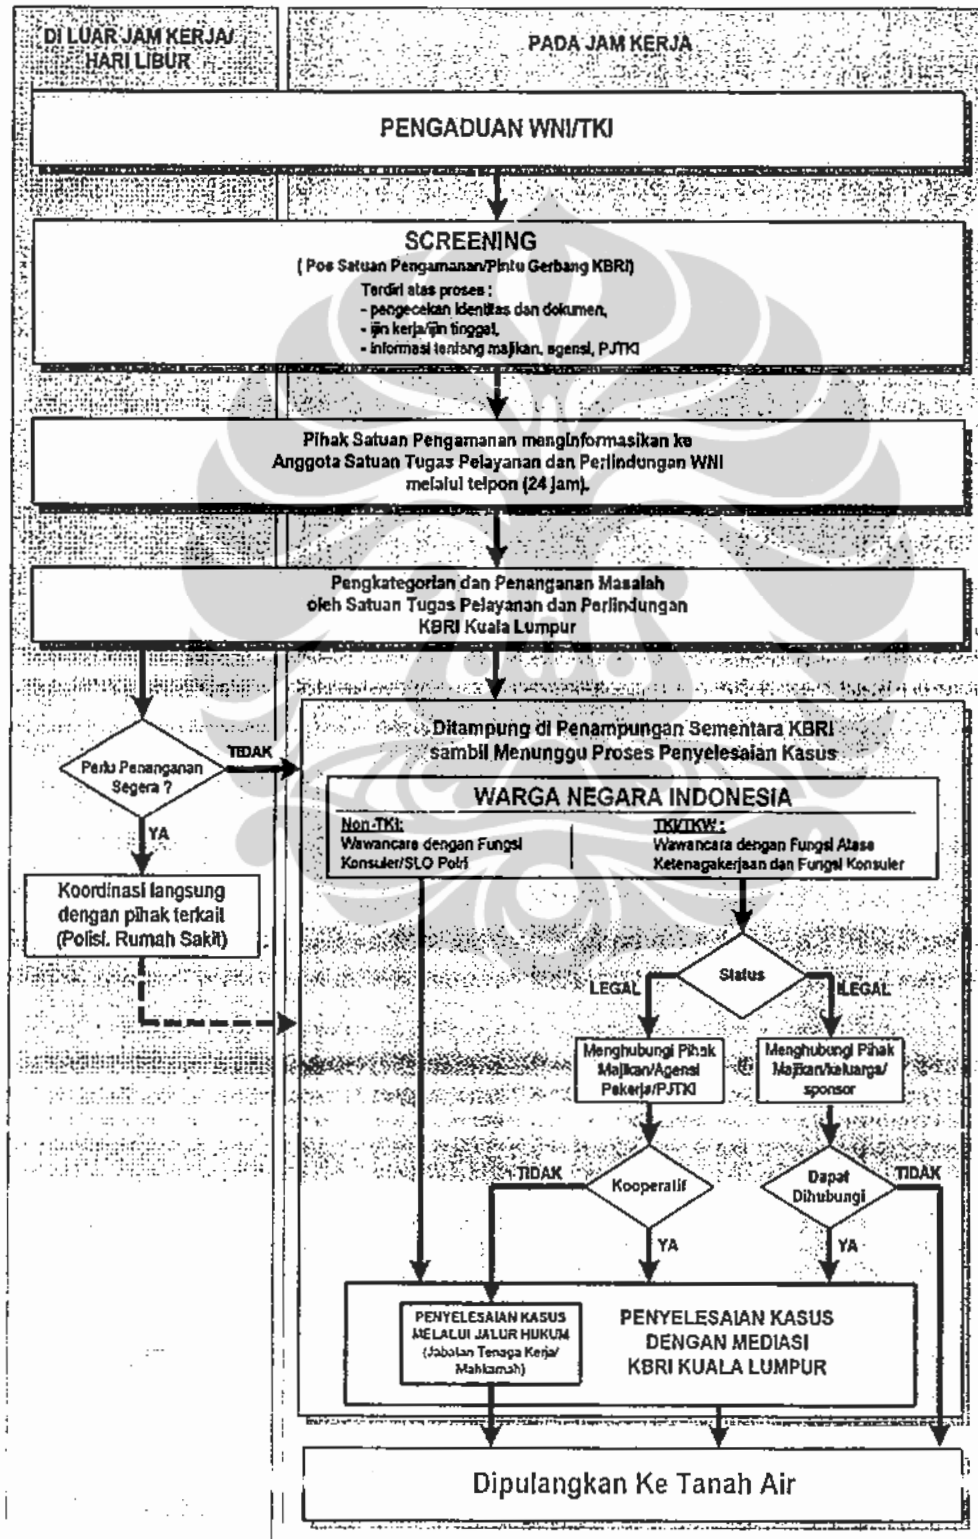 DI LUAR JAM KERJA/
HARI LIBUR
PADA JAM KERJA
PENGADUAN WNI/TKI
SCREENING
( Pos Satuan Pengamanan/Pintu Gerbang KBRI)
Terdiri atas proses :
- pengecekan identitas dan dokumen,
- ijin kerja/ijin tinggal,
- informasi tentang majikan, agensi, PJTKI
Pihak Satuan Pengamanan menginformasikan ke
Anggota Satuan Tugas Pelayanan dan Perlindungan WNI
melalui telpon (24 jam).
Pengkategorian dan Penanganan Masalah
oleh Satuan Tugas Pelayanan dan Perlindungan
KBRI Kuala Lumpur
Perlu Penanganan
Segera ?
TIDAK
YA
Koordinasi langsung
dengan pihak terkait
(Polisi. Rumah Sakit)
Ditampung di Penampungan Sementara KBRI
sambil Menunggu Proses Penyelesaian Kasus
WARGA NEGARA INDONESIA
Non-TKI:
Wawancara dengan Fungsi
Konsuler/SLO Polri
TKI/TKW :
Wawancara dengan Fungsi Atase
Ketenagakerjaan dan Fungsi Konsuler
Status
LEGAL
ILEGAL
Menghubungi Pihak
Majikan/Agensi
Pekerja/PJTKI
Menghubungi Pihak
Majikan/keluarga/
sponsor
TIDAK
Kooperatif
YA
Dapat
Dihubungi
TIDAK
YA
PENYELESAIAN KASUS
MELALUI JALUR HUKUM
(Jabatan Tenaga Kerja/
Mahkamah)
PENYELESAIAN KASUS
DENGAN MEDIASI
KBRI KUALA LUMPUR
Dipulangkan Ke Tanah Air